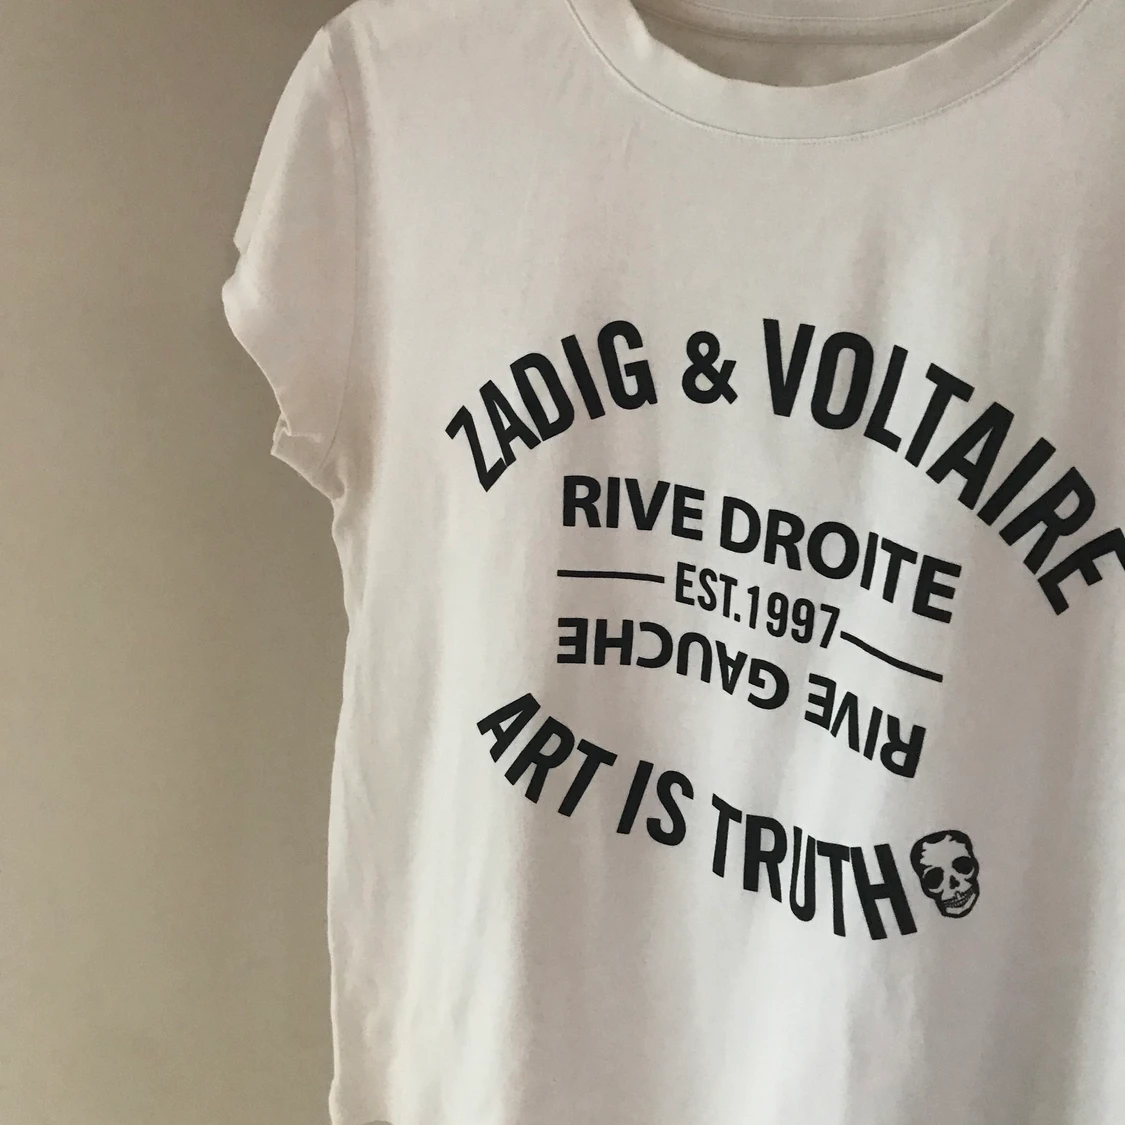 ZADIG & VOLTAIRE
RIVE DROITE
EST.1997
RIVE GAUCHE
ART IS TRUTH